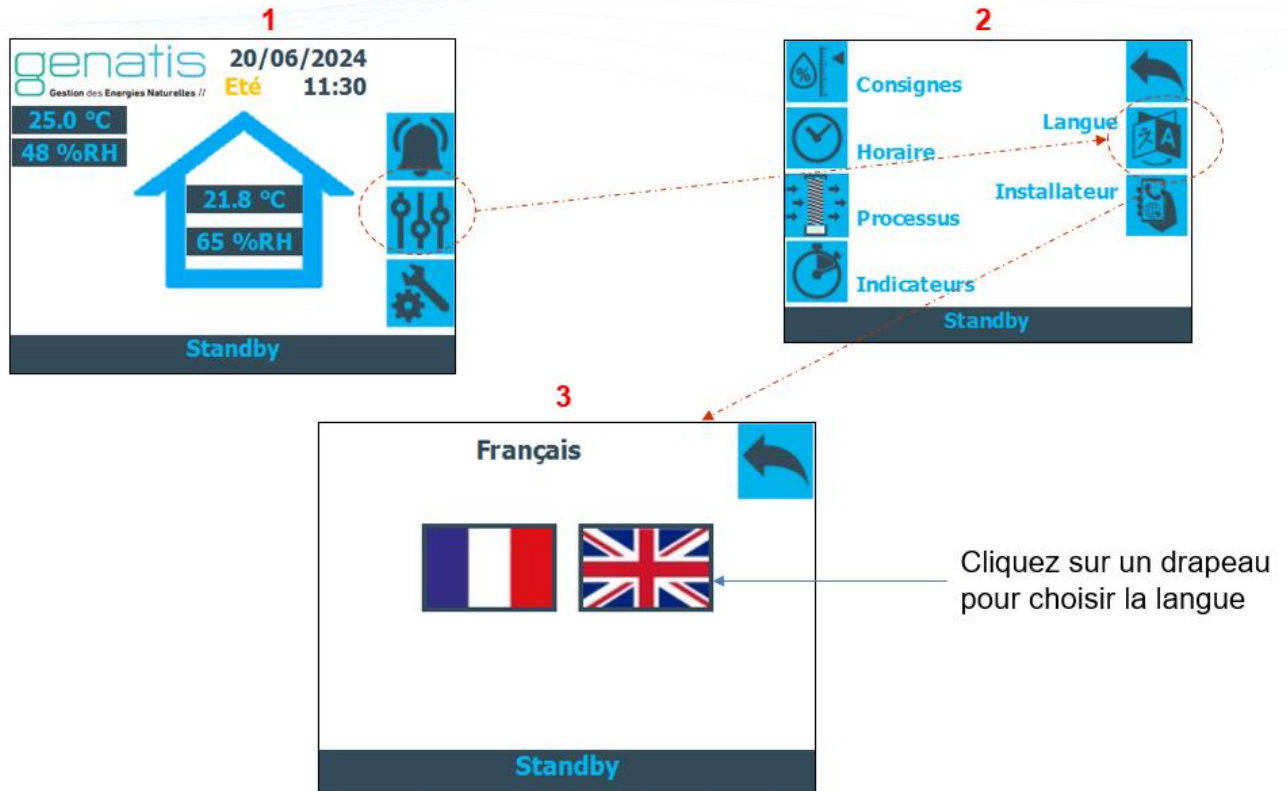 1
genatis
Gestion des Energies Naturelles //
20/06/2024
Eté 11:30
25.0 °C
48 %RH
21.8 °C
65 %RH
Standby
2
Consignes
Langue
Horaire
Installateur
Processus
Indicateurs
Standby
3
Français
Cliquez sur un drapeau
pour choisir la langue
Standby